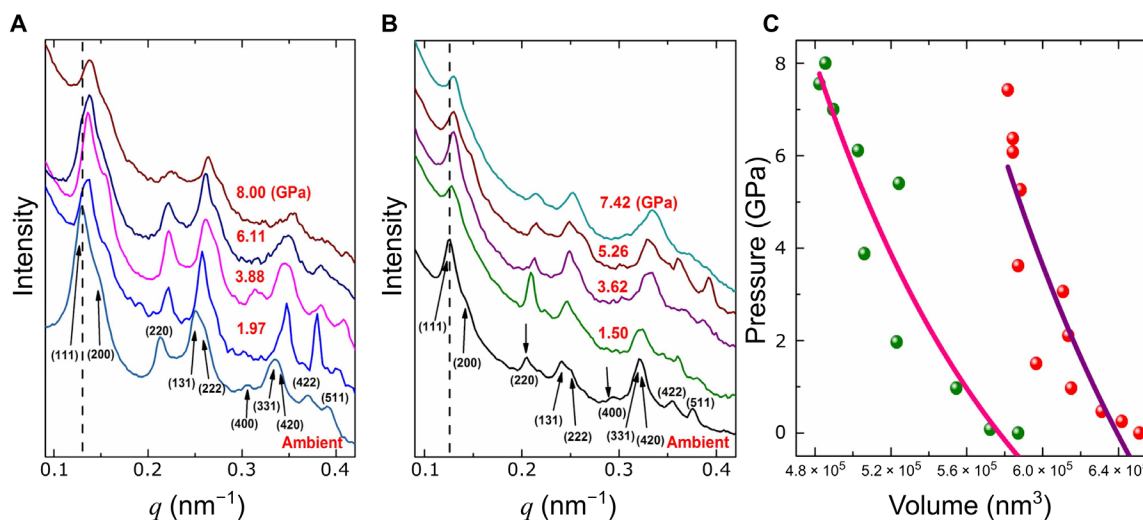 A
Intensity
8.00 (GPa)
6.11
3.88
1.97
Ambient
(111)
(200)
(220)
(131)
(222)
(400)
(331)
(420)
(422)
(511)
0.1
0.2
0.3
0.4
q (nm−1)
B
Intensity
7.42 (GPa)
5.26
3.62
1.50
Ambient
(111)
(200)
(220)
(131)
(222)
(400)
(331)
(420)
(422)
(511)
0.1
0.2
0.3
0.4
q (nm−1)
C
Pressure (GPa)
8
6
4
2
0
4.8 × 10⁵
5.2 × 10⁵
5.6 × 10⁵
6.0 × 10⁵
Volume (nm³)